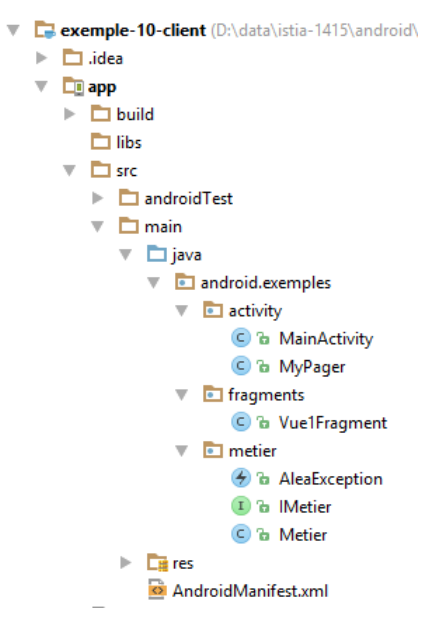 exemple-10-client (D:\data\istia-1415\android\
.idea
app
build
libs
src
androidTest
main
java
android.exemples
activity
C MainActivity
C MyPager
fragments
C Vue1Fragment
metier
AleaException
I IMetier
C Metier
res
AndroidManifest.xml